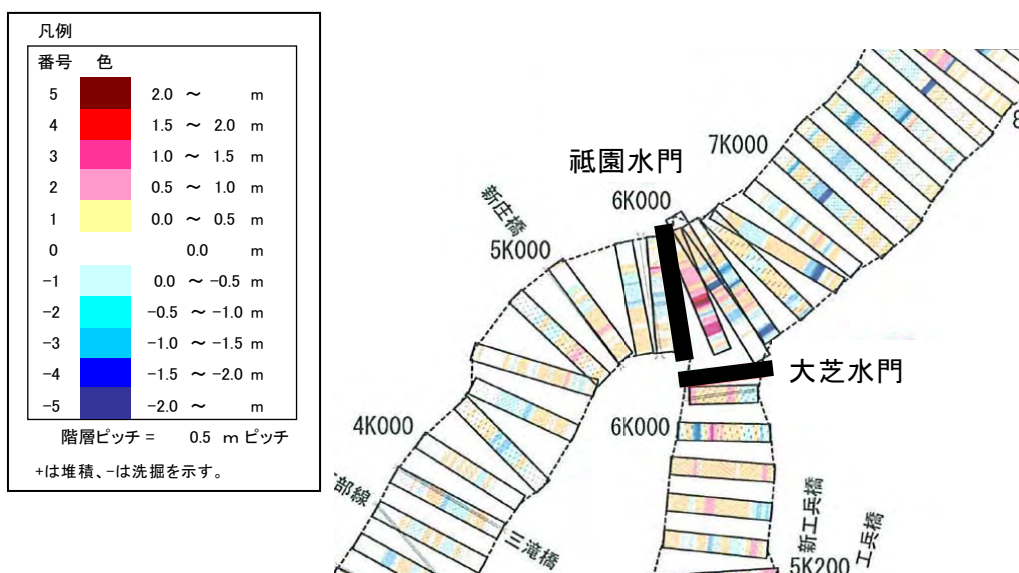 凡例
番号 色
5 2.0 ～ m
4 1.5 ～ 2.0 m
3 1.0 ～ 1.5 m
2 0.5 ～ 1.0 m
1 0.0 ～ 0.5 m
0 0.0 m
-1 0.0 ～ -0.5 m
-2 -0.5 ～ -1.0 m
-3 -1.0 ～ -1.5 m
-4 -1.5 ～ -2.0 m
-5 -2.0 ～ m
階層ピッチ = 0.5 m ピッチ
+は堆積、-は洗掘を示す。
祇園水門
6K000
7K000
新庄橋
5K000
大芝水門
4K000
6K000
部線
三滝橋
新工兵橋
工兵橋
5K200